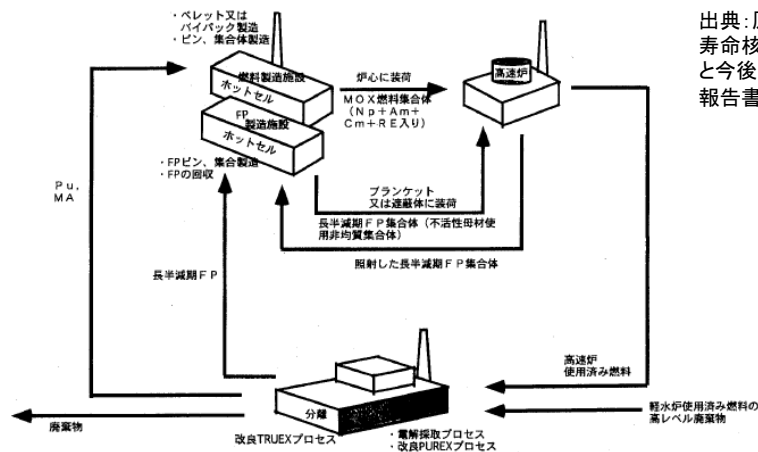 ・ペレット又は
バイパック製造
・ピン、集合体製造
燃料製造施設
ホットセル
FP
製造施設
ホットセル
・FPピン、集合製造
・FPの回収
炉心に装荷
MOX燃料集合体
（Np＋Am＋
Cm＋RE入り）
高速炉
出典：
寿命核
と今後
報告書
Pu,
MA
ブランケット
又は遮蔽体に装荷
長半減期FP集合体（不活性母材使
用非均質集合体）
照射した長半減期FP集合体
長半減期FP
高速炉
使用済み燃料
軽水炉使用済み燃料の
高レベル廃棄物
分離
廃棄物
改良TRUEXプロセス
・電解採取プロセス
・改良PUREXプロセス